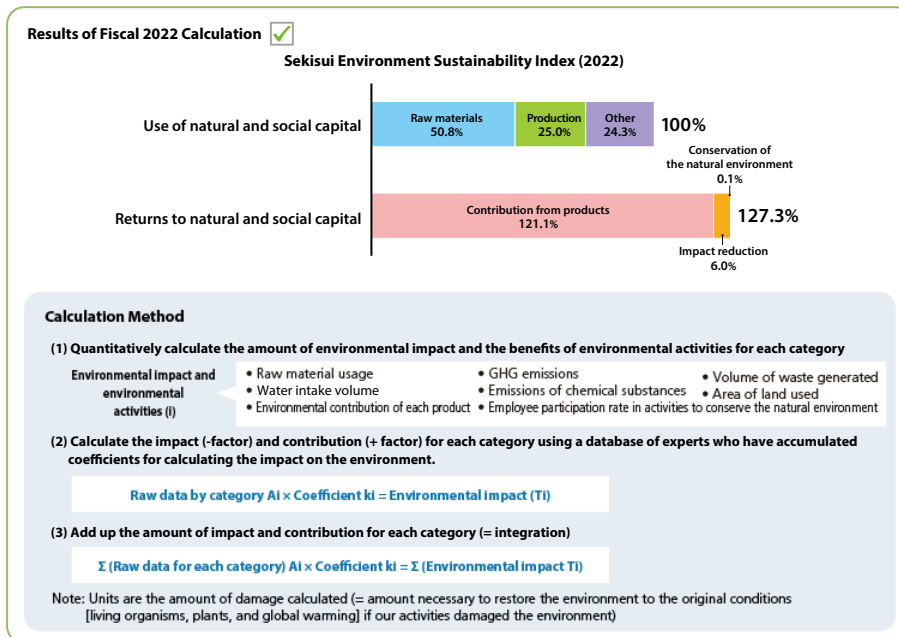 Results of Fiscal 2022 Calculation
Sekisui Environment Sustainability Index (2022)
Use of natural and social capital
Raw materials
50.8%
Production
25.0%
Other
24.3%
100%
Conservation of
the natural environment
0.1%
Returns to natural and social capital
Contribution from products
121.1%
127.3%
Impact reduction
6.0%
Calculation Method
(1) Quantitatively calculate the amount of environmental impact and the benefits of environmental activities for each category
Environmental impact and
environmental
activities (i)
• Raw material usage
• Water intake volume
• Environmental contribution of each product
• GHG emissions
• Emissions of chemical substances
• Employee participation rate in activities to conserve the natural environment
• Volume of waste generated
• Area of land used
(2) Calculate the impact (-factor) and contribution (+ factor) for each category using a database of experts who have accumulated
coefficients for calculating the impact on the environment.
Raw data by category Ai × Coefficient ki = Environmental impact (Ti)
(3) Add up the amount of impact and contribution for each category (= integration)
Σ (Raw data for each category) Ai × Coefficient ki = Σ (Environmental impact Ti)
Note: Units are the amount of damage calculated (= amount necessary to restore the environment to the original conditions
[living organisms, plants, and global warming] if our activities damaged the environment)